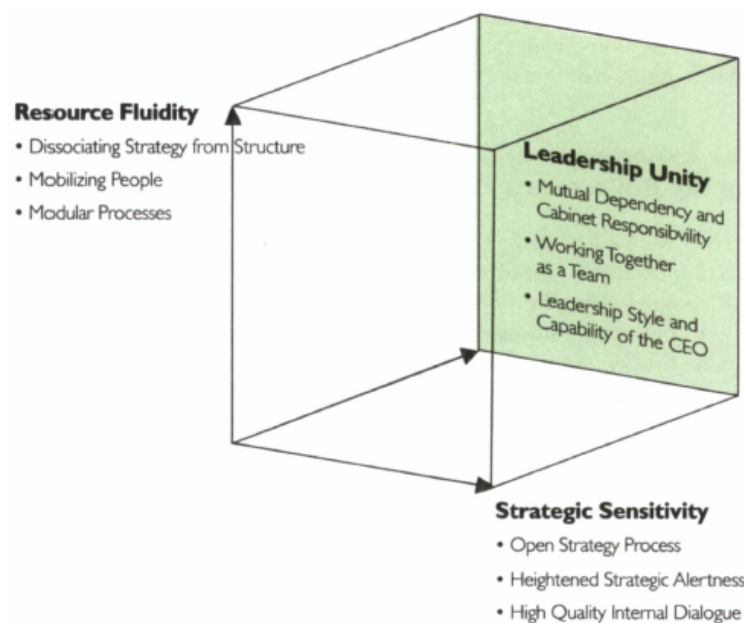 Resource Fluidity
• Dissociating Strategy from Structure
• Mobilizing People
• Modular Processes
Leadership Unity
• Mutual Dependency and
Cabinet Responsibvility
• Working Together
as a Team
• Leadership Style and
Capability of the CEO
Strategic Sensitivity
• Open Strategy Process
• Heightened Strategic Alertness
• High Quality Internal Dialogue